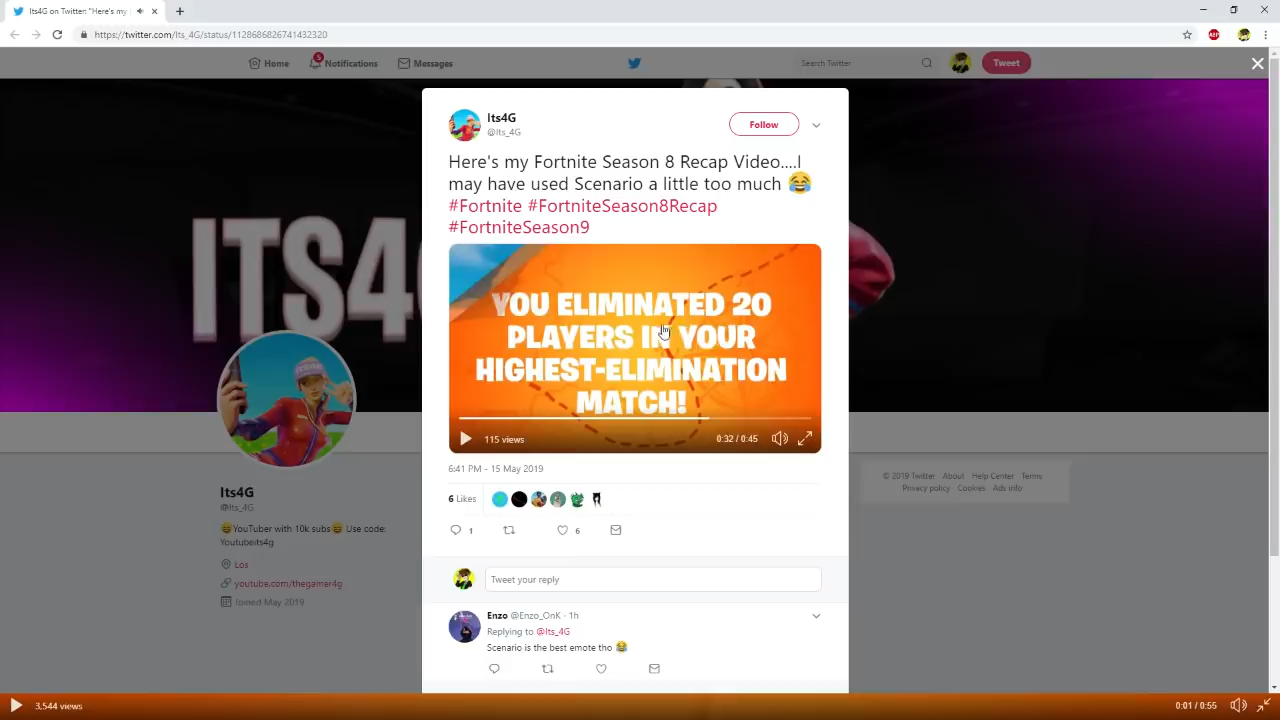 Its4G on Twitter: "Here's my
https://twitter.com/Its_4G/status/1128686826741432320
Home
5
Notifications
Messages
Search Twitter
Tweet
ITS4G
Its4G
@Its_4G
Follow
Here's my Fortnite Season 8 Recap Video....I
may have used Scenario a little too much 😂
#Fortnite #FortniteSeason8Recap
#FortniteSeason9
YOU ELIMINATED 20
PLAYERS IN YOUR
HIGHEST-ELIMINATION
MATCH!
115 views
0:32 / 0:45
6:41 PM - 15 May 2019
6 Likes
1
6
Tweet your reply
Enzo @Enzo_OnK · 1h
Replying to @Its_4G
Scenario is the best emote tho 😂
Its4G
@Its_4G
😄YouTuber with 10k subs😄 Use code:
Youtubeits4g
Los
youtube.com/thegamer4g
Joined May 2019
© 2019 Twitter About Help Center Terms
Privacy policy Cookies Ads info
3,544 views
0:01 / 0:55